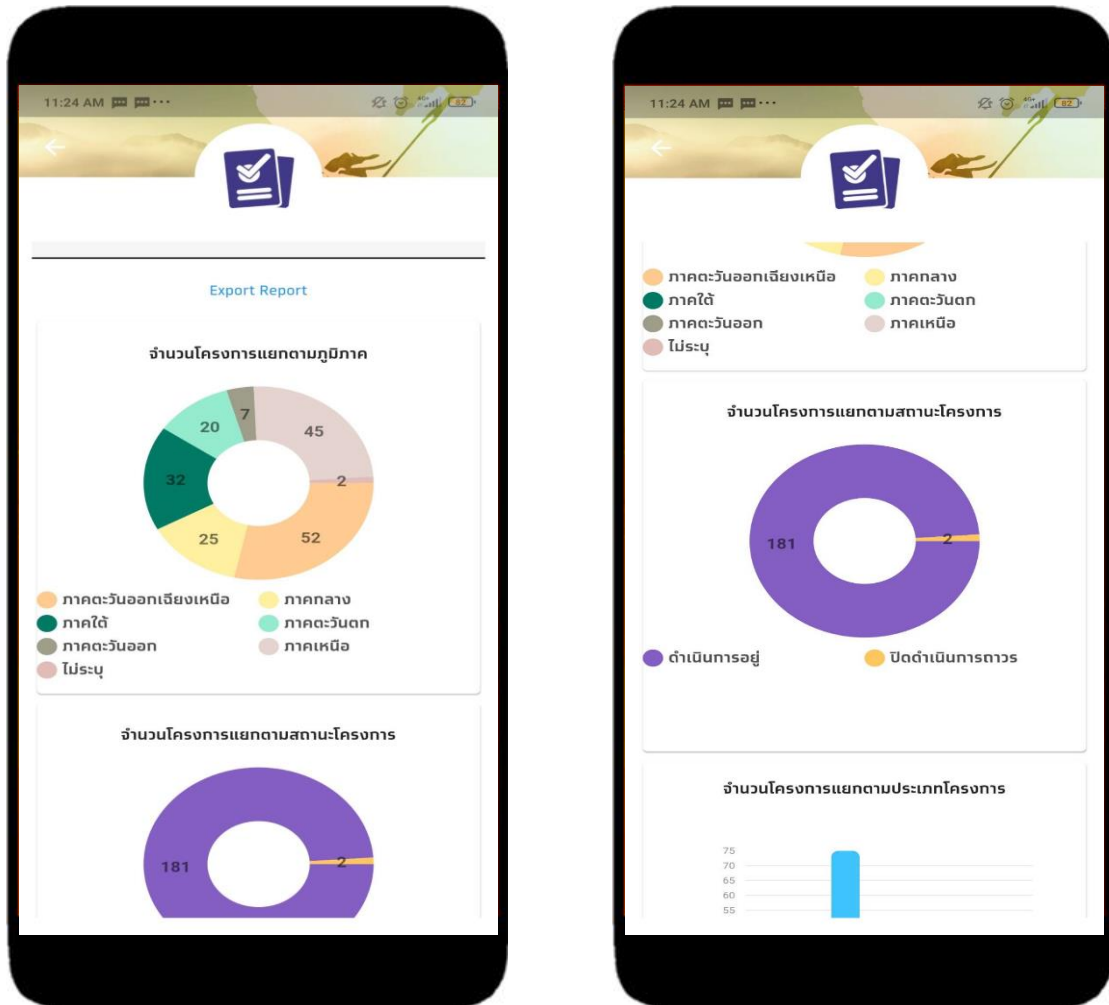 11:24 AM
82
Export Report
จำนวนโครงการแยกตามภูมิภาค
20
7
45
32
2
25
52
ภาคตะวันออกเฉียงเหนือ
ภาคกลาง
ภาคใต้
ภาคตะวันตก
ภาคตะวันออก
ภาคเหนือ
ไม่ระบุ
จำนวนโครงการแยกตามสถานะโครงการ
181
2
11:24 AM
82
ภาคตะวันออกเฉียงเหนือ
ภาคกลาง
ภาคใต้
ภาคตะวันตก
ภาคตะวันออก
ภาคเหนือ
ไม่ระบุ
จำนวนโครงการแยกตามสถานะโครงการ
181
2
ดำเนินการอยู่
ปิดดำเนินการถาวร
จำนวนโครงการแยกตามประเภทโครงการ
75
70
65
60
55